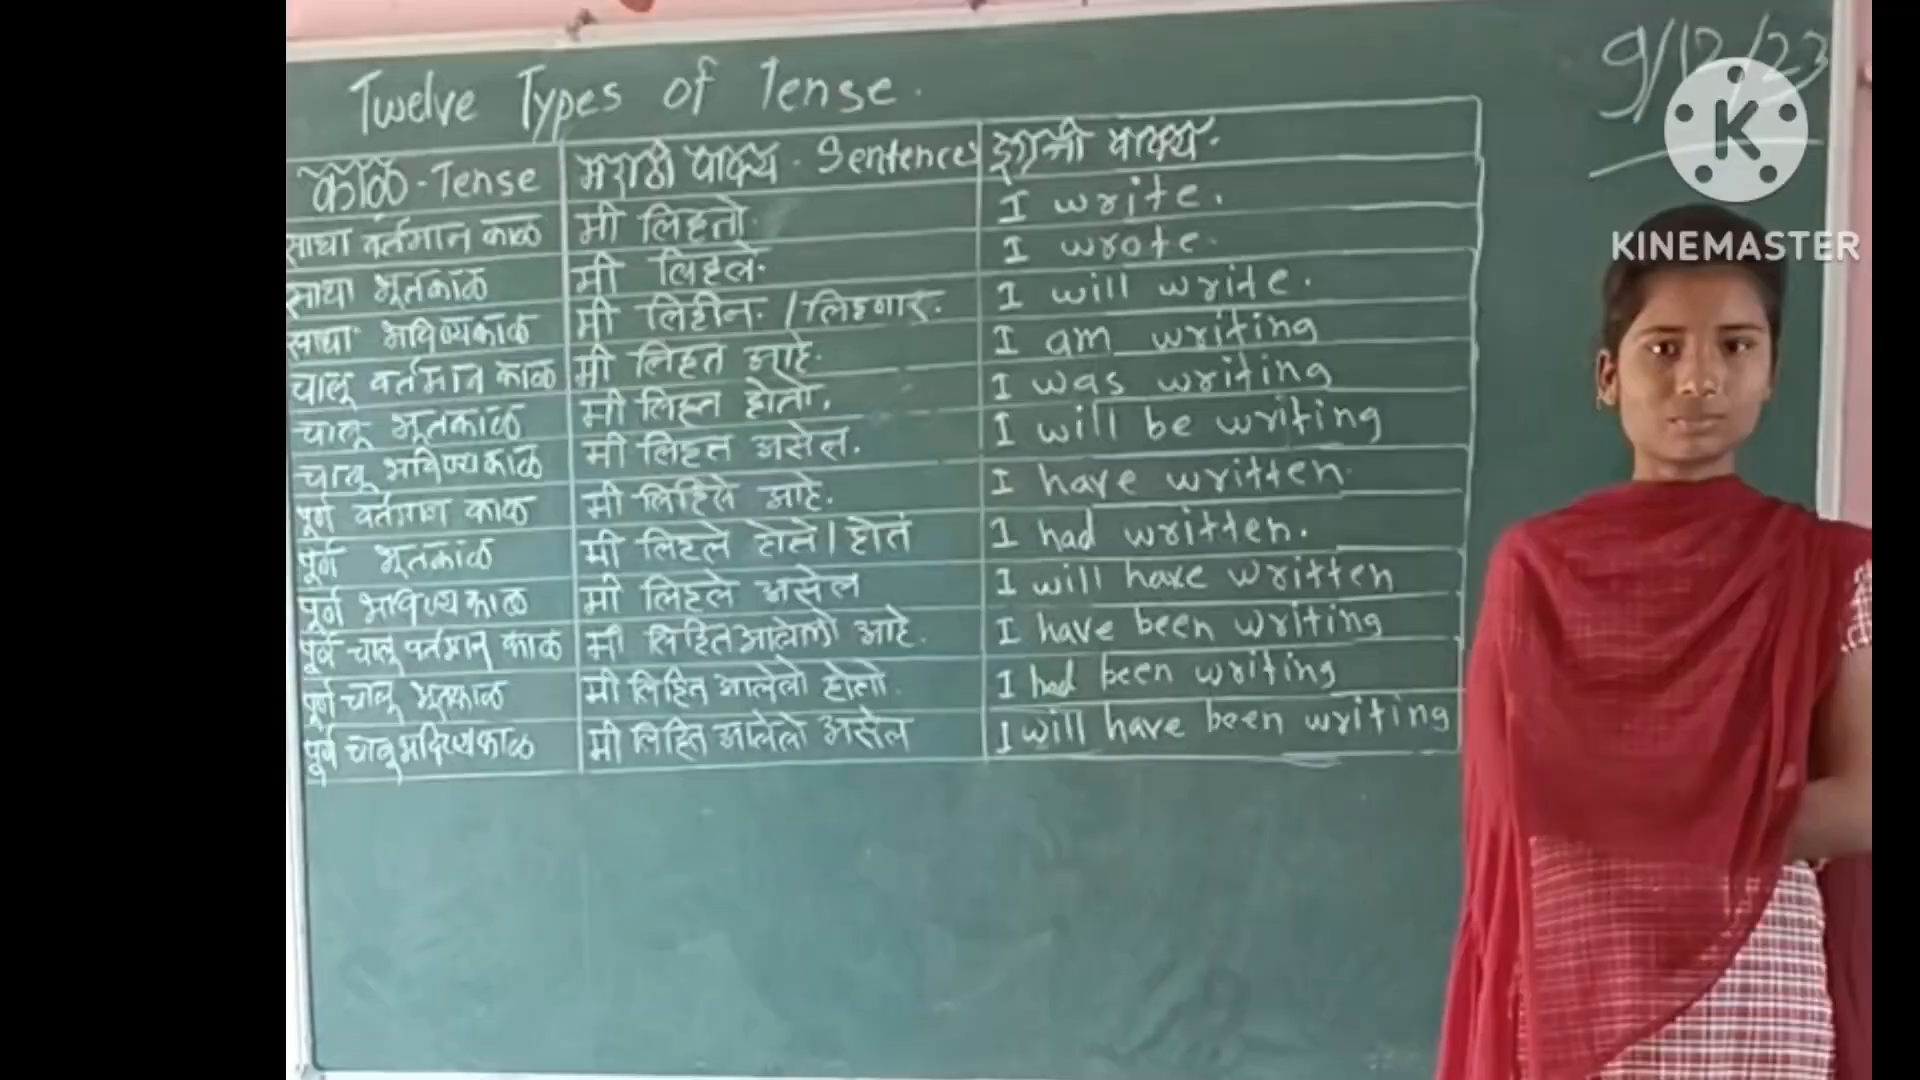 Twelve Types of Tense.
9/12/23
KINEMASTER
काळ - Tense मराठी वाक्य - Sentences इंग्रजी वाक्य.
साधा वर्तमान काळ मी लिहतो. I write.
साधा भूतकाळ मी लिहले. I wrote.
साधा भविष्यकाळ मी लिहीन. / लिहणार. I will write.
चालू वर्तमान काळ मी लिहत आहे. I am writing
चालू भूतकाळ मी लिहत होतो. I was writing
चालू भविष्यकाळ मी लिहत असेल. I will be writing
पूर्ण वर्तमान काळ मी लिहिले आहे. I have written.
पूर्ण भूतकाळ मी लिहले होते / होतं I had written.
पूर्ण भविष्यकाळ मी लिहले असेल I will have written
पूर्ण चालू वर्तमान काळ मी लिहित आलेलो आहे. I have been writing
पूर्ण चालू भूतकाळ मी लिहित आलेलो होतो. I had been writing
पूर्ण चालू भविष्यकाळ मी लिहित आलेलो असेल I will have been writing